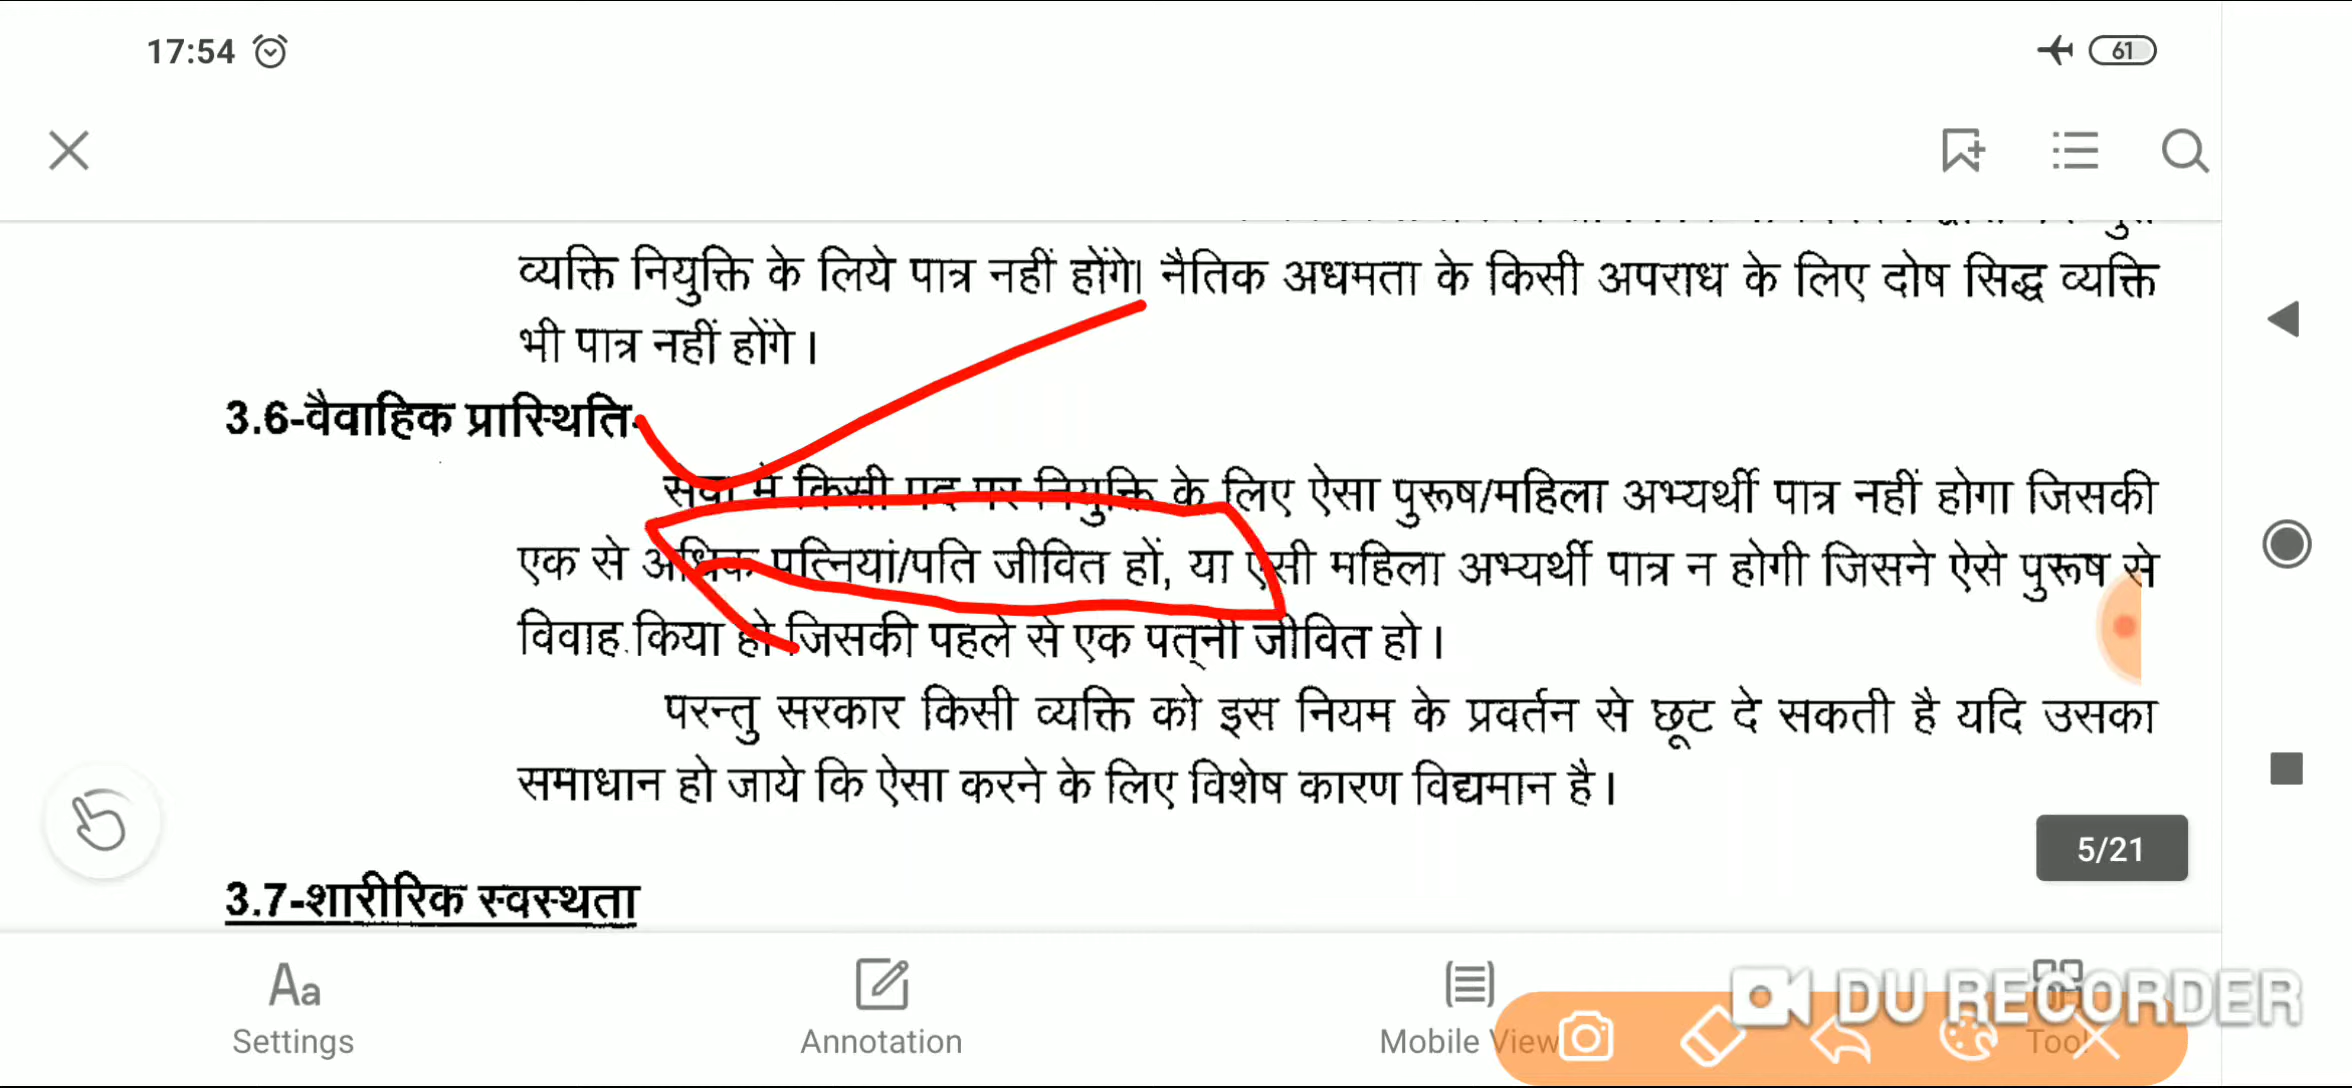 17:54
61
व्यक्ति नियुक्ति के लिये पात्र नहीं होंगे। नैतिक अधमता के किसी अपराध के लिए दोष सिद्ध व्यक्ति
भी पात्र नहीं होंगे।
3.6-वैवाहिक प्रास्थिति-
सेवा में किसी पद पर नियुक्ति के लिए ऐसा पुरूष/महिला अभ्यर्थी पात्र नहीं होगा जिसकी
एक से अधिक पत्नियां/पति जीवित हों, या ऐसी महिला अभ्यर्थी पात्र न होगी जिसने ऐसे पुरूष से
विवाह किया हो जिसकी पहले से एक पत्नी जीवित हो।
परन्तु सरकार किसी व्यक्ति को इस नियम के प्रवर्तन से छूट दे सकती है यदि उसका
समाधान हो जाये कि ऐसा करने के लिए विशेष कारण विद्यमान है।
5/21
3.7-शारीरिक स्वस्थता
Aa
Settings
Annotation
Mobile View
DU RECORDER